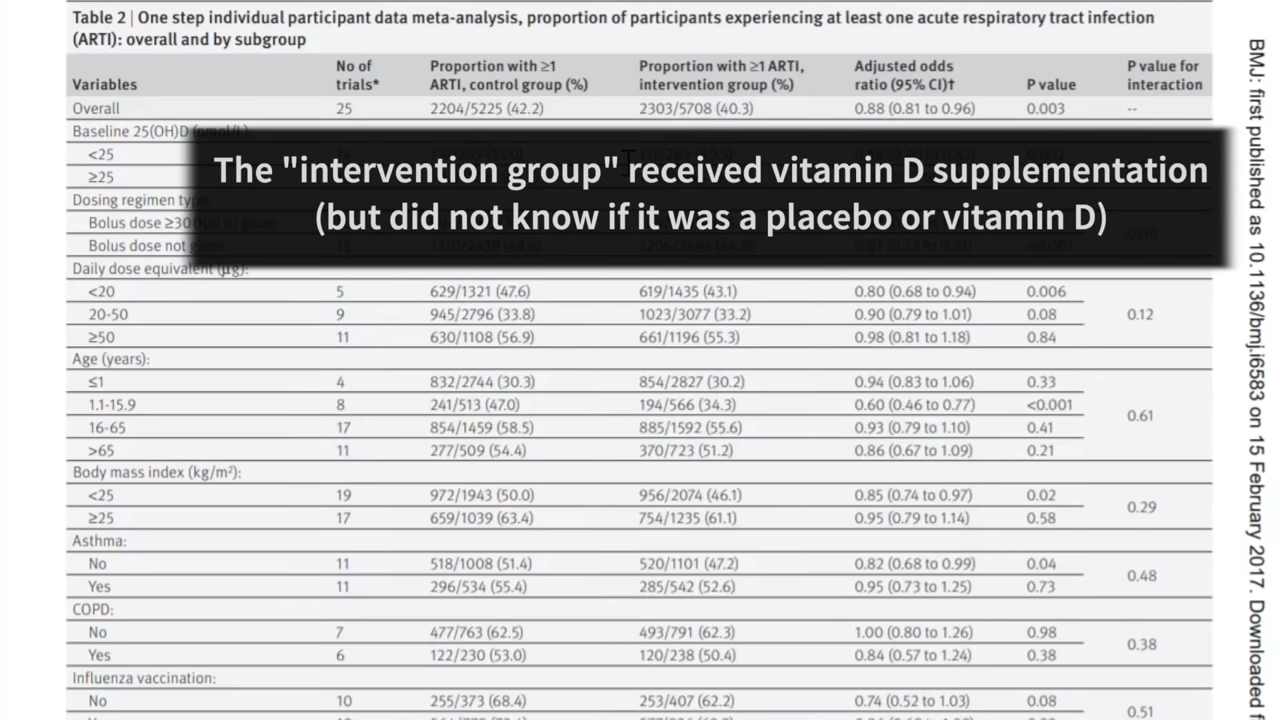 Table 2 | One step individual participant data meta-analysis, proportion of participants experiencing at least one acute respiratory tract infection
(ARTI): overall and by subgroup
Variables No of trials* Proportion with ≥1 ARTI, control group (%) Proportion with ≥1 ARTI, intervention group (%) Adjusted odds ratio (95% CI)† P value P value for interaction
Overall 25 2204/5225 (42.2) 2303/5708 (40.3) 0.88 (0.81 to 0.96) 0.003 --
Baseline 25(OH)D (nmol/L):
<25
≥25
The "intervention group" received vitamin D supplementation
(but did not know if it was a placebo or vitamin D)
Dosing regimen type:
Bolus dose ≥30
Bolus dose not given
Daily dose equivalent (μg):
<20 5 629/1321 (47.6) 619/1435 (43.1) 0.80 (0.68 to 0.94) 0.006
20-50 9 945/2796 (33.8) 1023/3077 (33.2) 0.90 (0.79 to 1.01) 0.08 0.12
≥50 11 630/1108 (56.9) 661/1196 (55.3) 0.98 (0.81 to 1.18) 0.84
Age (years):
≤1 4 832/2744 (30.3) 854/2827 (30.2) 0.94 (0.83 to 1.06) 0.33
1.1-15.9 8 241/513 (47.0) 194/566 (34.3) 0.60 (0.46 to 0.77) <0.001 0.61
16-65 17 854/1459 (58.5) 885/1592 (55.6) 0.93 (0.79 to 1.10) 0.41
>65 11 277/509 (54.4) 370/723 (51.2) 0.86 (0.67 to 1.09) 0.21
Body mass index (kg/m²):
<25 19 972/1943 (50.0) 956/2074 (46.1) 0.85 (0.74 to 0.97) 0.02 0.29
≥25 17 659/1039 (63.4) 754/1235 (61.1) 0.95 (0.79 to 1.14) 0.58
Asthma:
No 11 518/1008 (51.4) 520/1101 (47.2) 0.82 (0.68 to 0.99) 0.04 0.48
Yes 11 296/534 (55.4) 285/542 (52.6) 0.95 (0.73 to 1.25) 0.73
COPD:
No 7 477/763 (62.5) 493/791 (62.3) 1.00 (0.80 to 1.26) 0.98 0.38
Yes 6 122/230 (53.0) 120/238 (50.4) 0.84 (0.57 to 1.24) 0.38
Influenza vaccination:
No 10 255/373 (68.4) 253/407 (62.2) 0.74 (0.52 to 1.03) 0.08 0.51
BMJ: first published as 10.1136/bmj.i6583 on 15 February 2017. Downloaded f